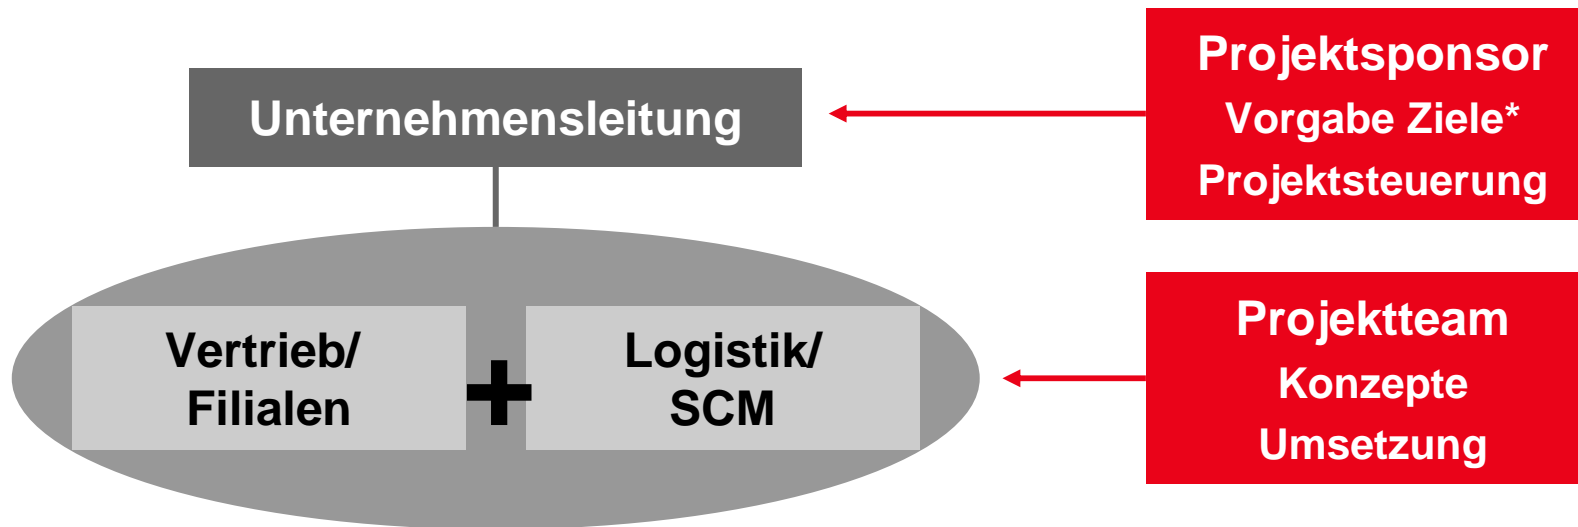 Unternehmensleitung
Projektsponsor
Vorgabe Ziele*
Projektsteuerung
Vertrieb/
Filialen
+
Logistik/
SCM
Projektteam
Konzepte
Umsetzung